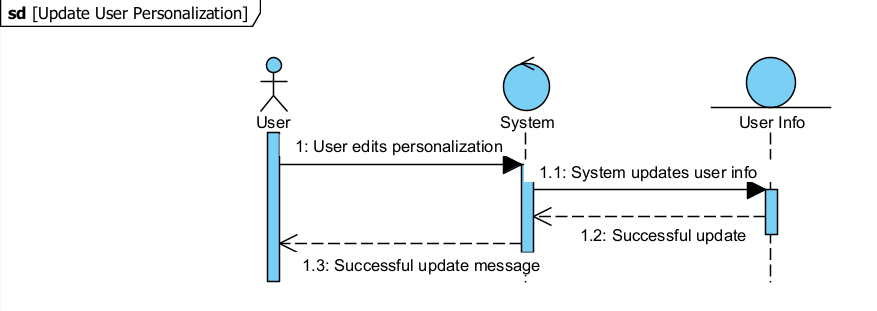 sd [Update User Personalization]
User
System
User Info
1: User edits personalization
1.1: System updates user info
1.2: Successful update
1.3: Successful update message